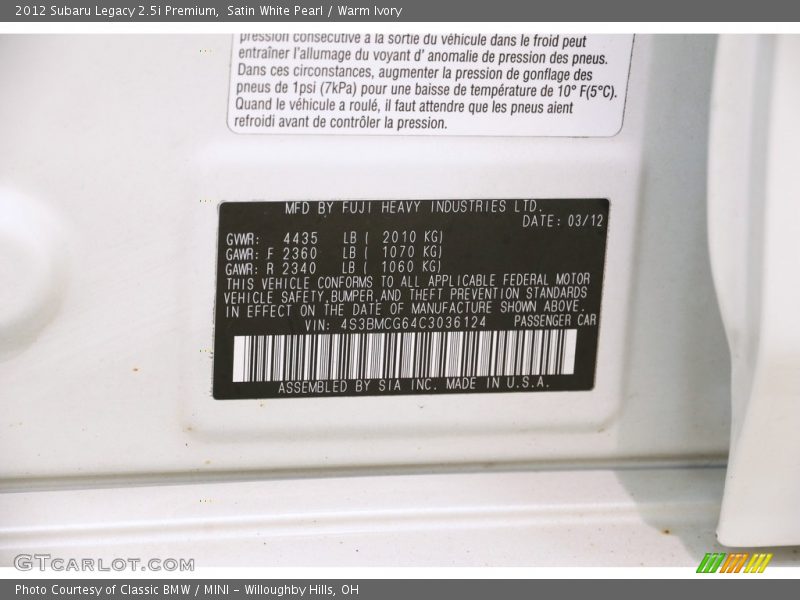 2012 Subaru Legacy 2.5i Premium,  Satin White Pearl / Warm Ivory
pression consécutive à la sortie du véhicule dans le froid peut
entraîner l'allumage du voyant d' anomalie de pression des pneus.
Dans ces circonstances, augmenter la pression de gonflage des
pneus de 1psi (7kPa) pour une baisse de température de 10° F(5°C).
Quand le véhicule a roulé, il faut attendre que les pneus aient
refroidi avant de contrôler la pression.
MFD BY FUJI HEAVY INDUSTRIES LTD.
DATE: 03/12
GVWR: 4435 LB ( 2010 KG)
GAWR: F 2360 LB ( 1070 KG)
GAWR: R 2340 LB ( 1060 KG)
THIS VEHICLE CONFORMS TO ALL APPLICABLE FEDERAL MOTOR
VEHICLE SAFETY,BUMPER,AND THEFT PREVENTION STANDARDS
IN EFFECT ON THE DATE OF MANUFACTURE SHOWN ABOVE.
VIN: 4S3BMCG64C3036124 PASSENGER CAR
ASSEMBLED BY SIA INC. MADE IN U.S.A.
GTCARLOT.COM
Photo Courtesy of Classic BMW / MINI - Willoughby Hills, OH